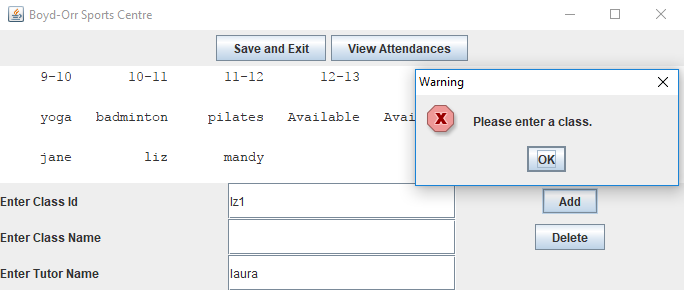 Boyd-Orr Sports Centre
Save and Exit View Attendances
9-10 10-11 11-12 12-13
yoga badminton pilates Available
jane liz mandy
Warning
Please enter a class.
OK
Enter Class Id lz1 Add
Enter Class Name Delete
Enter Tutor Name laura